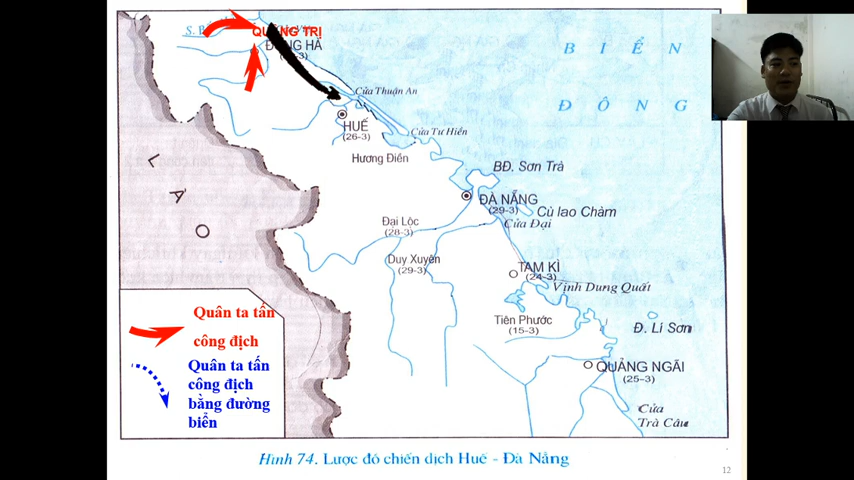 QUẢNG TRỊ
ĐÔNG HÀ
Cửa Thuận An
BIỂN
ĐÔNG
HUẾ
(26-3)
Cửa Tư Hiền
Hương Điền
LÀO
BĐ. Sơn Trà
ĐÀ NẴNG
(29-3)
Cù lao Chàm
Cửa Đại
Đại Lộc
(28-3)
Duy Xuyên
(29-3)
TAM KÌ
(24-3)
Vịnh Dung Quất
Tiên Phước
(15-3)
Đ. Lí Sơn
QUẢNG NGÃI
(25-3)
Cửa
Trà Câu
Quân ta tấn
công địch
Quân ta tấn
công địch
bằng đường
biển
Hình 74. Lược đồ chiến dịch Huế - Đà Nẵng
12